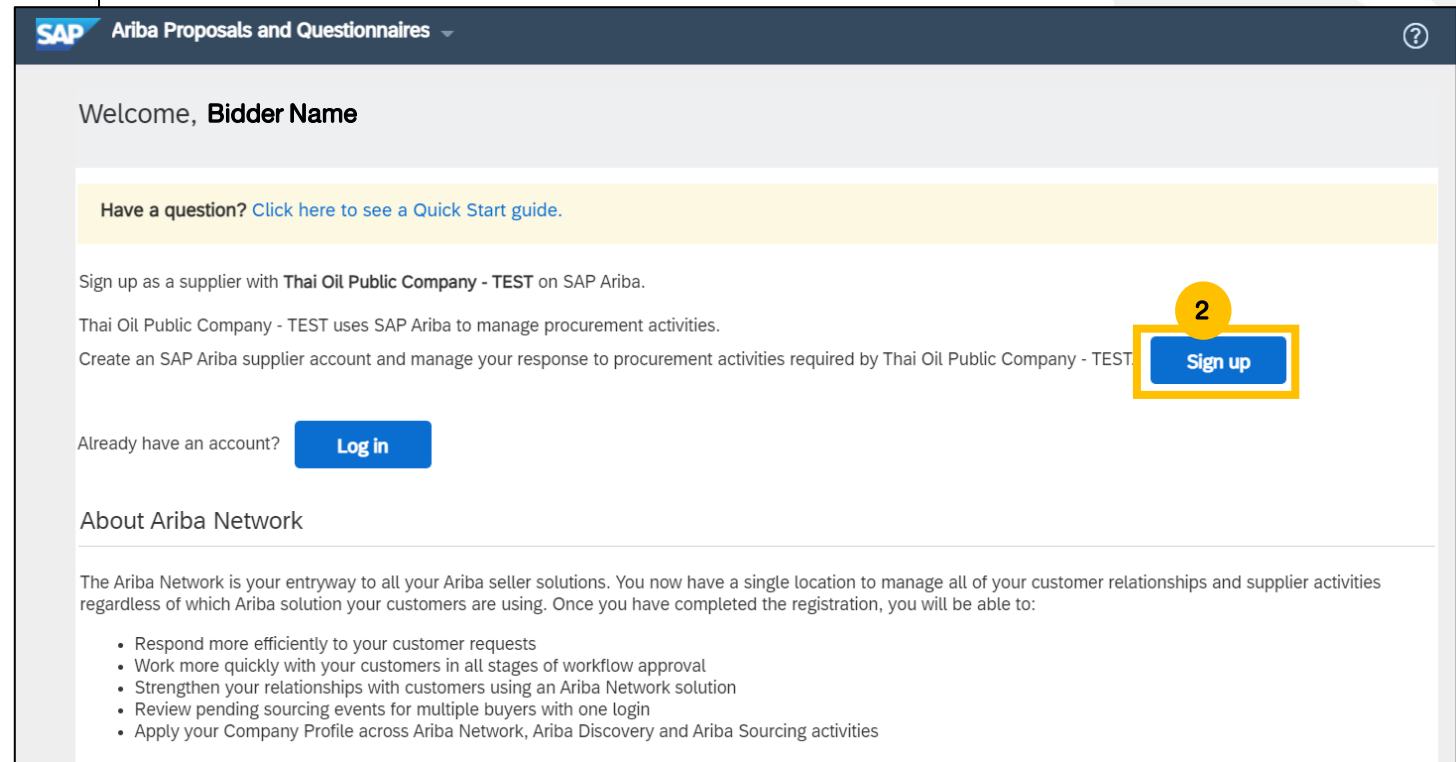 SAP Ariba Proposals and Questionnaires
Welcome, Bidder Name
Have a question? Click here to see a Quick Start guide.
Sign up as a supplier with Thai Oil Public Company - TEST on SAP Ariba.
2
Thai Oil Public Company - TEST uses SAP Ariba to manage procurement activities.
Create an SAP Ariba supplier account and manage your response to procurement activities required by Thai Oil Public Company - TEST. Sign up
Already have an account? Log in
About Ariba Network
The Ariba Network is your entryway to all your Ariba seller solutions. You now have a single location to manage all of your customer relationships and supplier activities
regardless of which Ariba solution your customers are using. Once you have completed the registration, you will be able to:
• Respond more efficiently to your customer requests
• Work more quickly with your customers in all stages of workflow approval
• Strengthen your relationships with customers using an Ariba Network solution
• Review pending sourcing events for multiple buyers with one login
• Apply your Company Profile across Ariba Network, Ariba Discovery and Ariba Sourcing activities